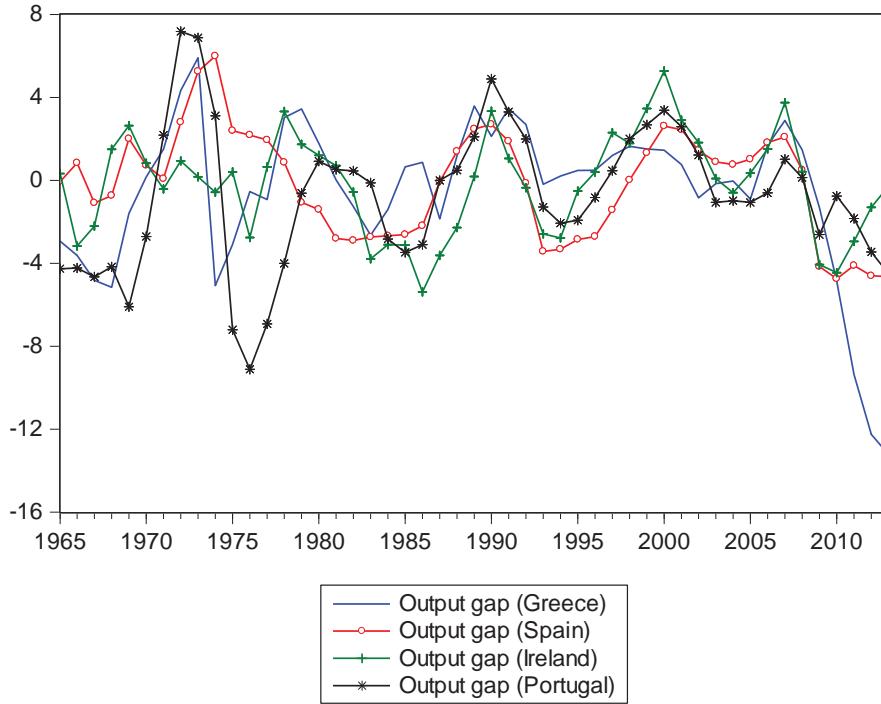 8
4
0
-4
-8
-12
-16
1965 1970 1975 1980 1985 1990 1995 2000 2005 2010
Output gap (Greece)
Output gap (Spain)
Output gap (Ireland)
Output gap (Portugal)